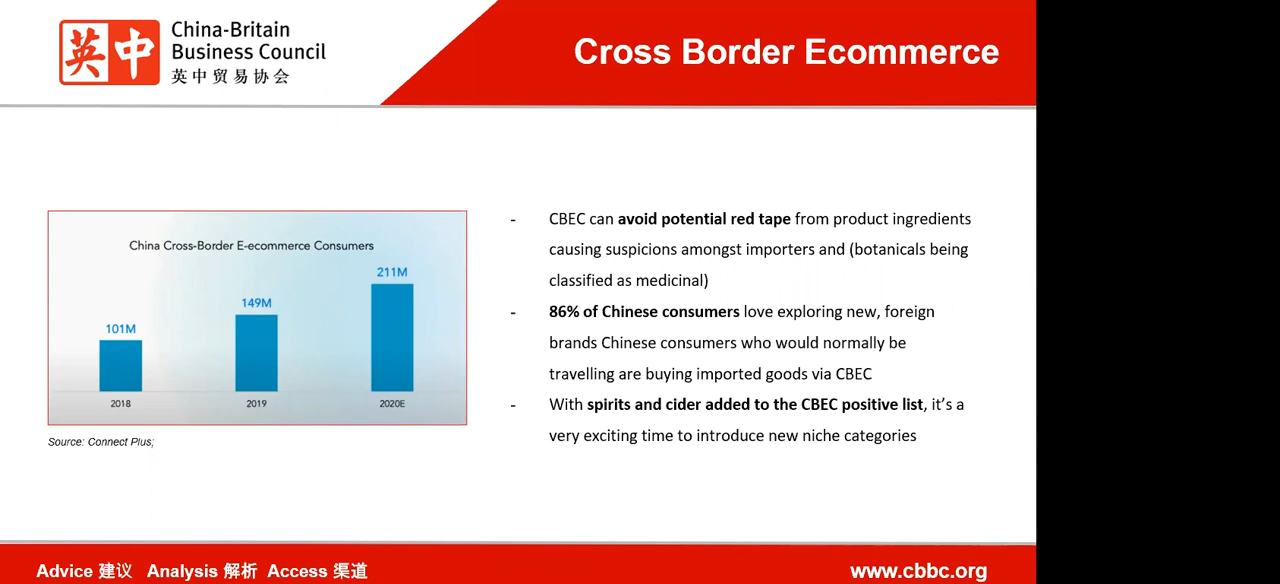 英中
China-Britain
Business Council
英中贸易协会
Cross Border Ecommerce
China Cross-Border E-ecommerce Consumers
101M
149M
211M
2018
2019
2020E
Source: Connect Plus;
- CBEC can avoid potential red tape from product ingredients
causing suspicions amongst importers and (botanicals being
classified as medicinal)
- 86% of Chinese consumers love exploring new, foreign
brands Chinese consumers who would normally be
travelling are buying imported goods via CBEC
- With spirits and cider added to the CBEC positive list, it’s a
very exciting time to introduce new niche categories
Advice 建议 Analysis 解析 Access 渠道
www.cbbc.org